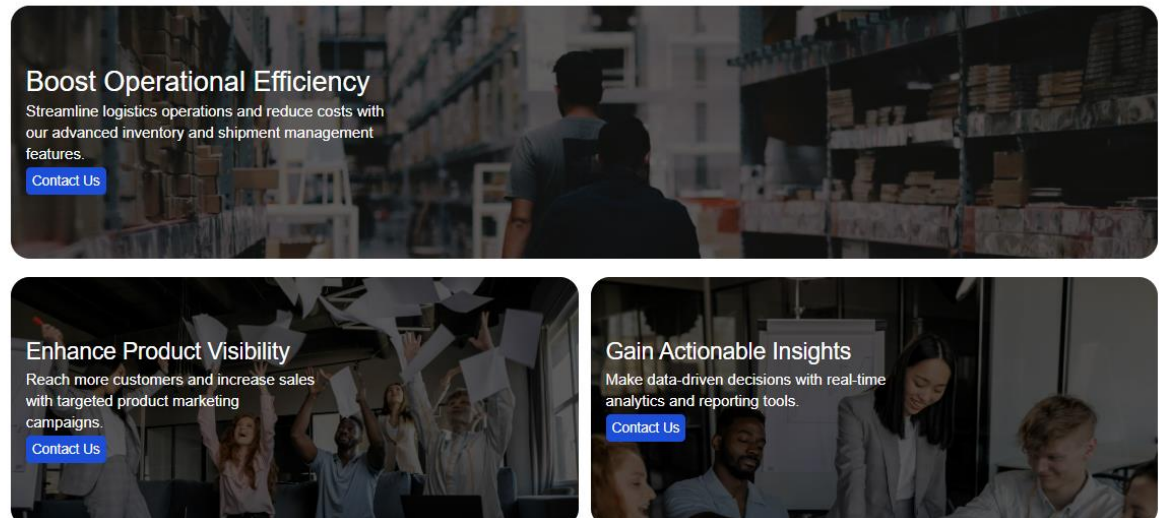 Boost Operational Efficiency
Streamline logistics operations and reduce costs with
our advanced inventory and shipment management
features.
Contact Us
Enhance Product Visibility
Reach more customers and increase sales
with targeted product marketing
campaigns.
Contact Us
Gain Actionable Insights
Make data-driven decisions with real-time
analytics and reporting tools.
Contact Us